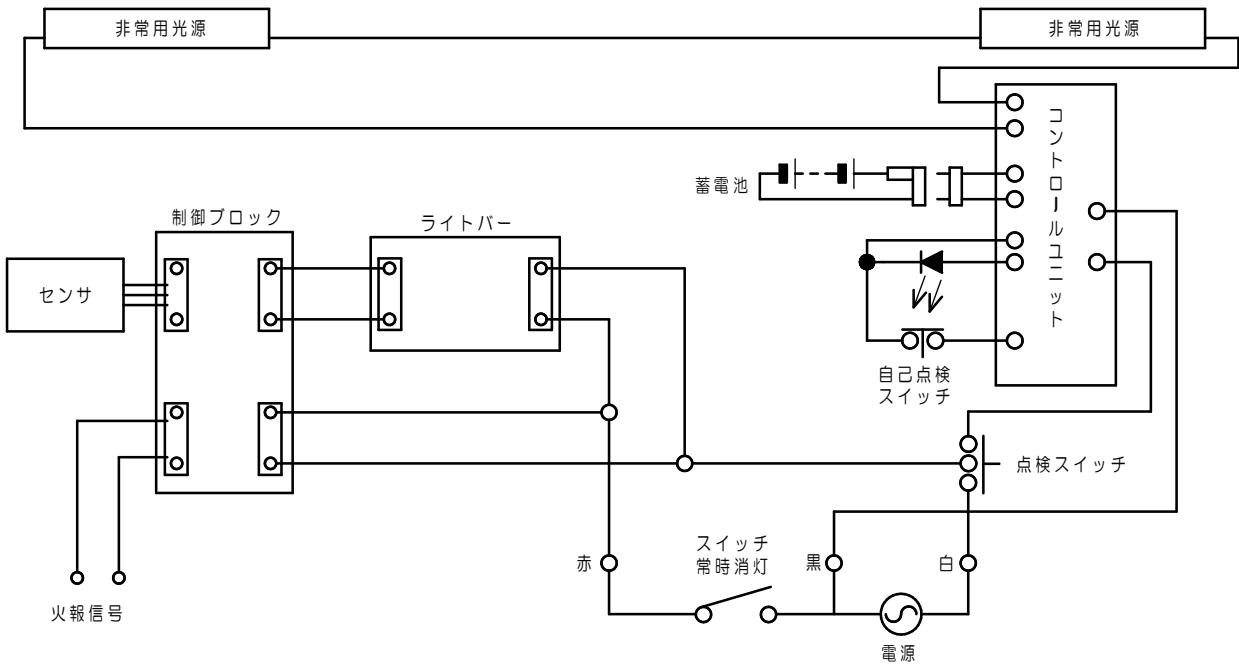 非常用光源
非常用光源
コントロールユニット
蓄電池
制御ブロック
ライトバー
センサ
自己点検
スイッチ
点検スイッチ
スイッチ
常時消灯
赤
黒
白
火報信号
電源